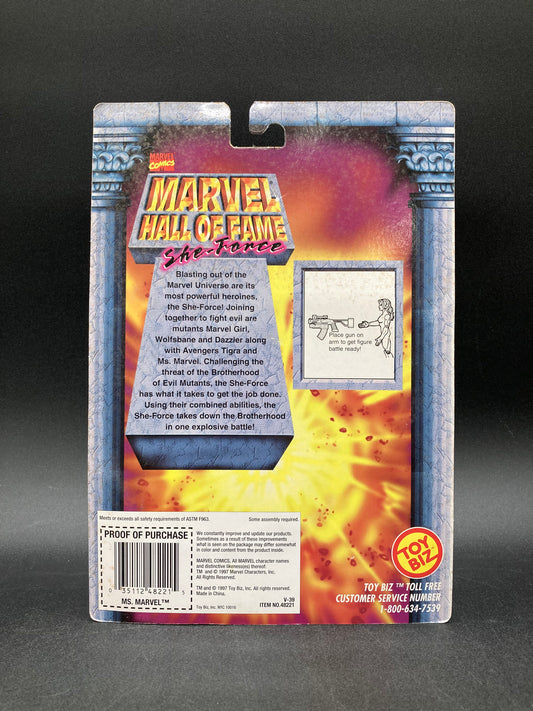 MARVEL
COMICS
MARVEL
HALL OF FAME
She-Force
Blasting out of the
Marvel Universe are its
most powerful heroines,
the She-Force! Joining
together to fight evil are
mutants Marvel Girl,
Wolfsbane and Dazzler along
with Avengers Tigra and
Ms. Marvel. Challenging the
threat of the Brotherhood
of Evil Mutants, the She-Force
has what it takes to get the job done.
Using their combined abilities, the
She-Force takes down the Brotherhood
in one explosive battle!
Place gun on
arm to get figure
battle ready!
Meets or exceeds all safety requirements of ASTM F963.
Some assembly required.
PROOF OF PURCHASE
0 35112 48221 5
MS. MARVEL™
We constantly improve and update our products.
Sometimes as a result of these improvements
what is seen on the package may differ somewhat
in color and content from the product inside.
MARVEL COMICS, All MARVEL character names
and distinctive likeness(es) thereof.
TM and © 1997 Marvel Characters, Inc.
All Rights Reserved.
TM and © 1997 Toy Biz, Inc. All rights reserved.
Made in China.
V-39
Toy Biz, Inc. NYC 10016
ITEM NO.48221
TOY
BIZ
TOY BIZ ™ TOLL FREE
CUSTOMER SERVICE NUMBER
1-800-634-7539